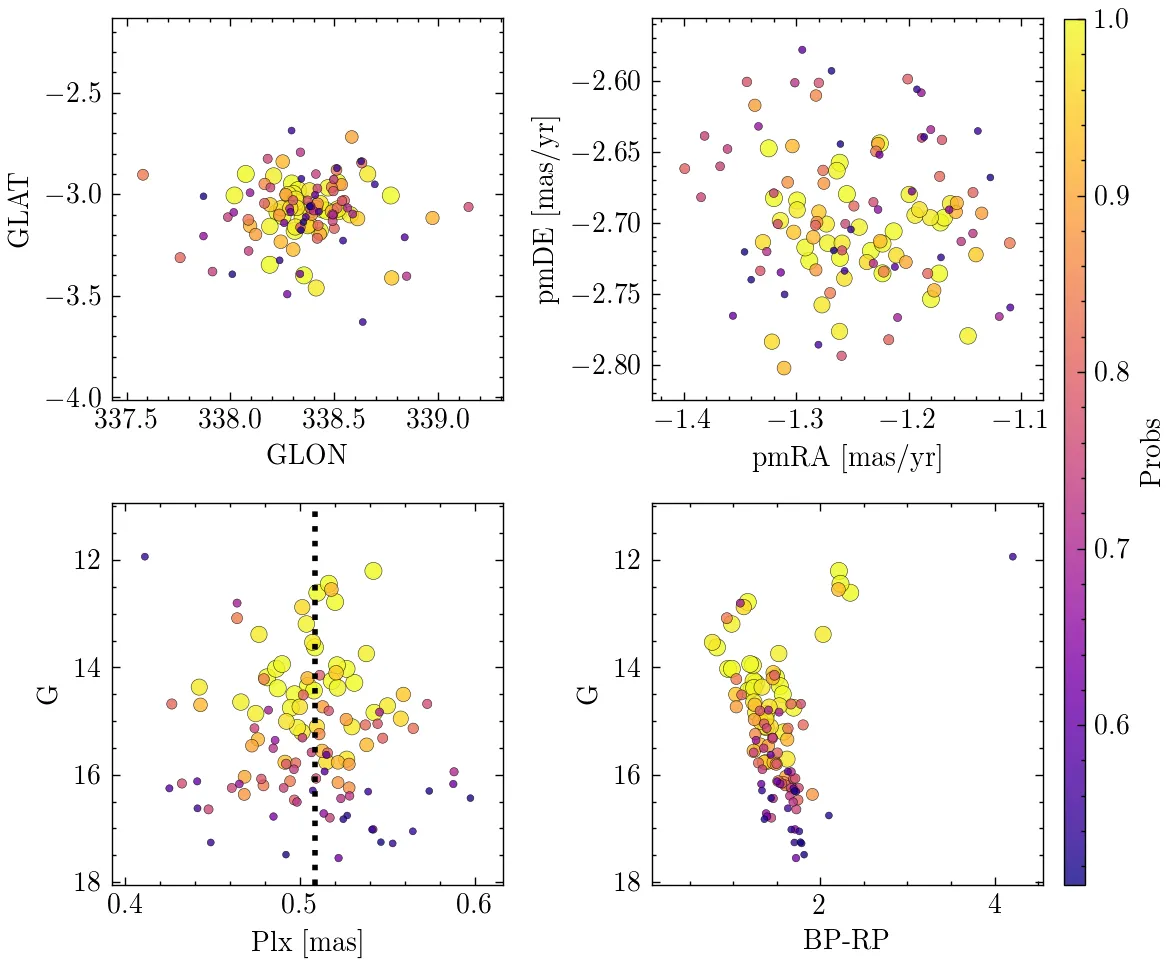 −2.5
−3.0
−3.5
−4.0
GLAT
337.5 338.0 338.5 339.0
GLON
−2.60
−2.65
−2.70
−2.75
−2.80
pmDE [mas/yr]
−1.4 −1.3 −1.2 −1.1
pmRA [mas/yr]
12
14
16
18
G
0.4 0.5 0.6
Plx [mas]
12
14
16
18
G
2 4
BP-RP
1.0
0.9
0.8
0.7
0.6
Probs